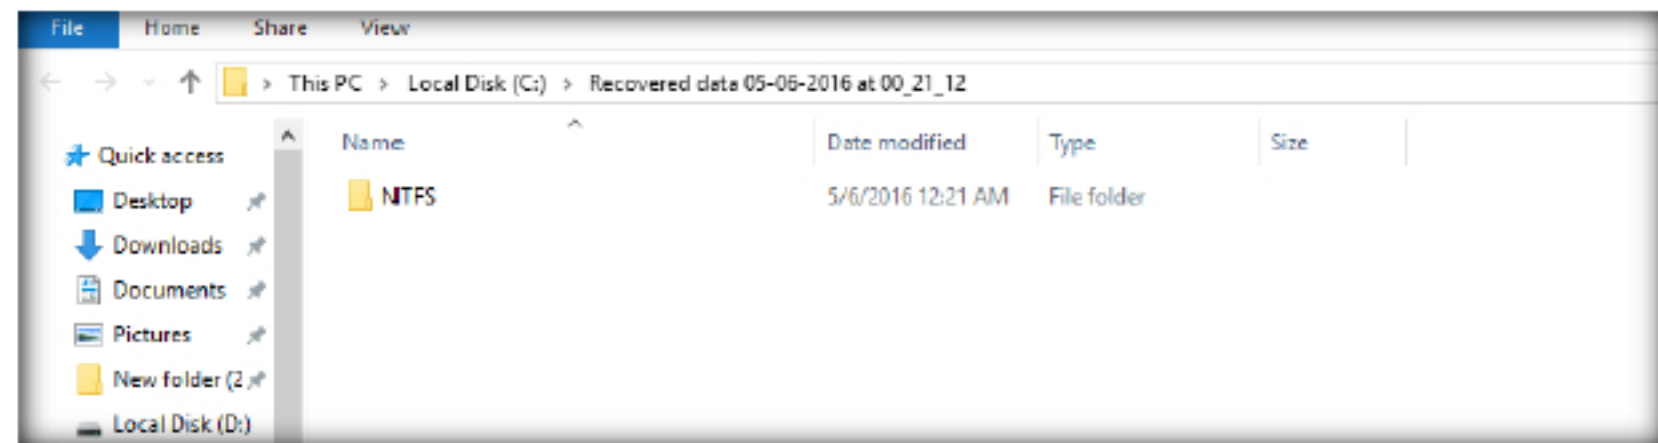 File Home Share View
This PC > Local Disk (C:) > Recovered data 05-06-2016 at 00_21_12
Name Date modified Type Size
NTFS 5/6/2016 12:21 AM File folder
Quick access
Desktop
Downloads
Documents
Pictures
New folder (2
Local Disk (D:)